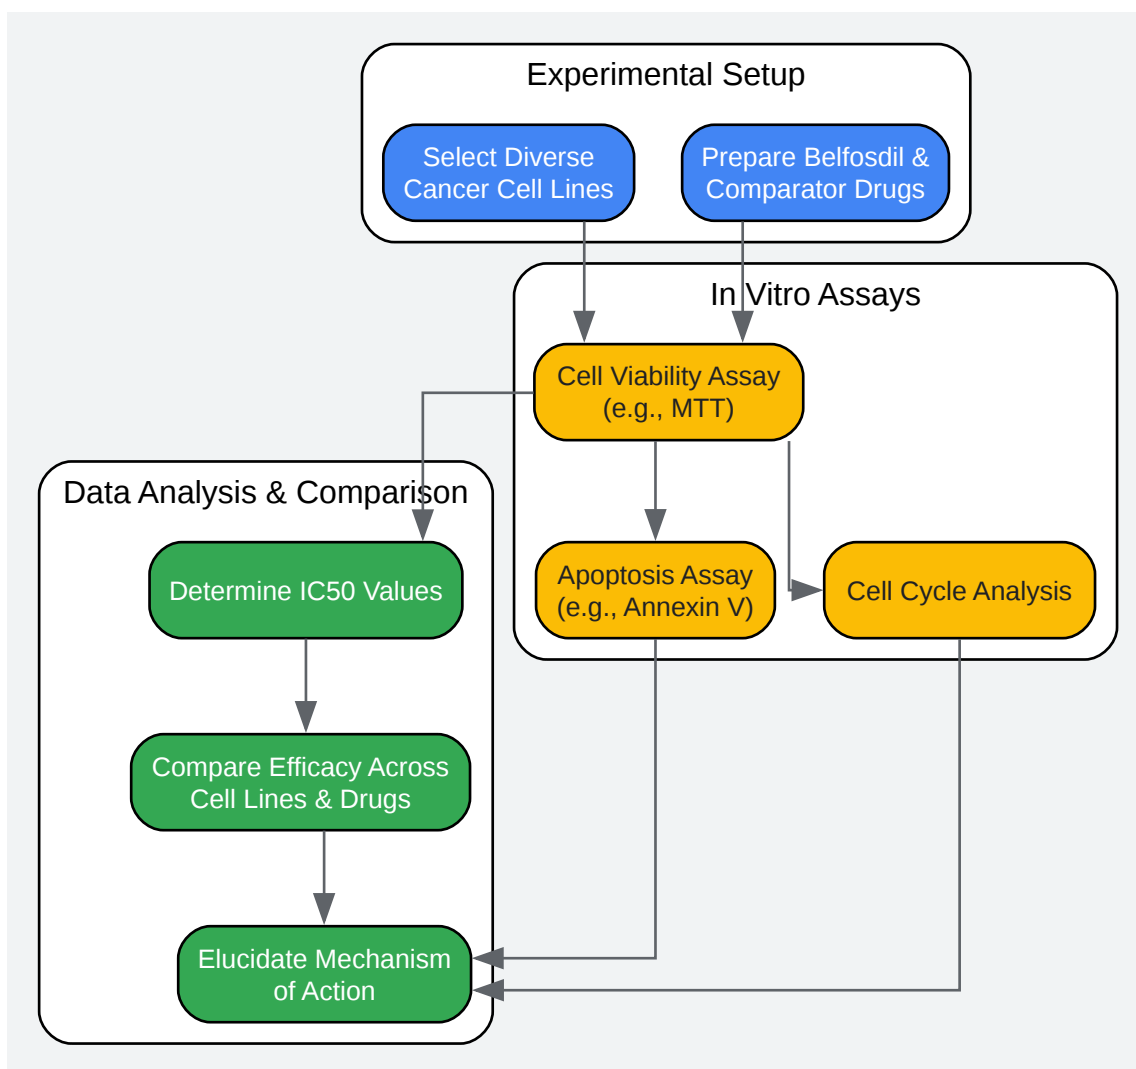 Experimental Setup
Select Diverse
Cancer Cell Lines
Prepare Belfosdil &
Comparator Drugs
In Vitro Assays
Cell Viability Assay
(e.g., MTT)
Data Analysis & Comparison
Determine IC50 Values
Apoptosis Assay
(e.g., Annexin V)
Cell Cycle Analysis
Compare Efficacy Across
Cell Lines & Drugs
Elucidate Mechanism
of Action